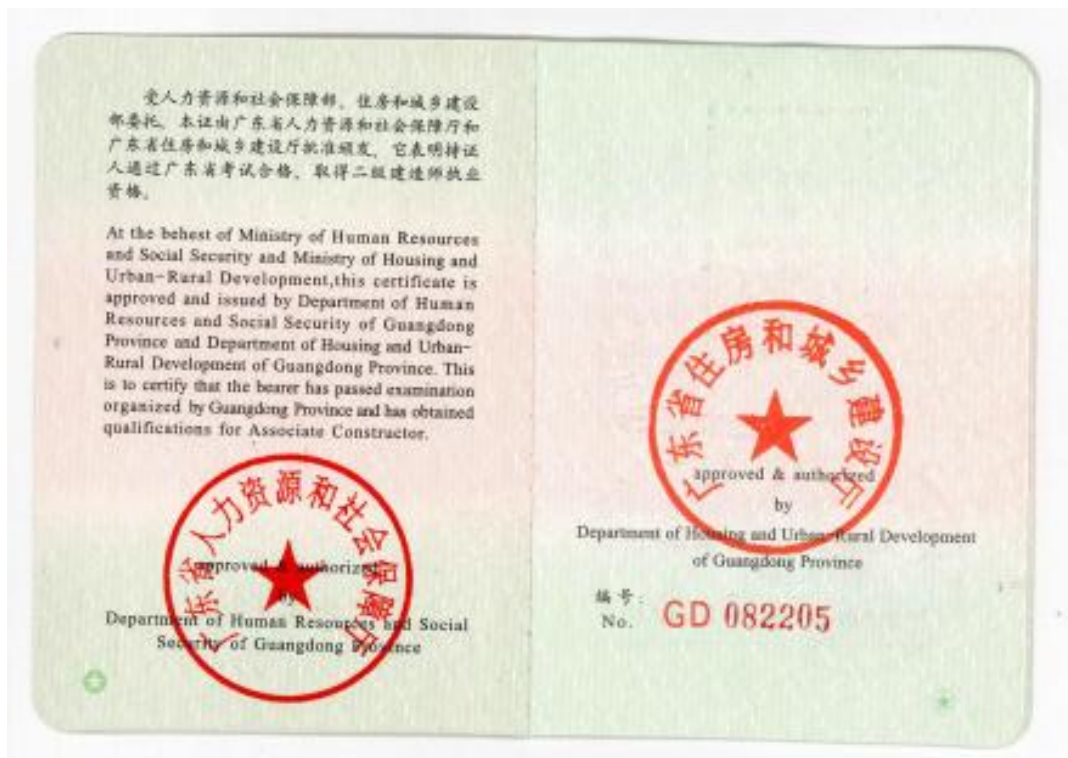 受人力资源和社会保障部、住房和城乡建设
部委托，本证由广东省人力资源和社会保障厅和
广东省住房和城乡建设厅批准颁发，它表明持证
人通过广东省考试合格，取得二级建造师执业
资格。
At the behest of Ministry of Human Resources
and Social Security and Ministry of Housing and
Urban-Rural Development,this certificate is
approved and issued by Department of Human
Resources and Social Security of Guangdong
Province and Department of Housing and Urban-
Rural Development of Guangdong Province. This
is to certify that the bearer has passed examination
organized by Guangdong Province and has obtained
qualifications for Associate Constructor.
广东省人力资源和社会保障厅
approved & authorized
by
Department of Human Resources and Social
Security of Guangdong Province
广东省住房和城乡建设厅
approved & authorized
by
Department of Housing and Urban-Rural Development
of Guangdong Province
编号:
No. GD 082205